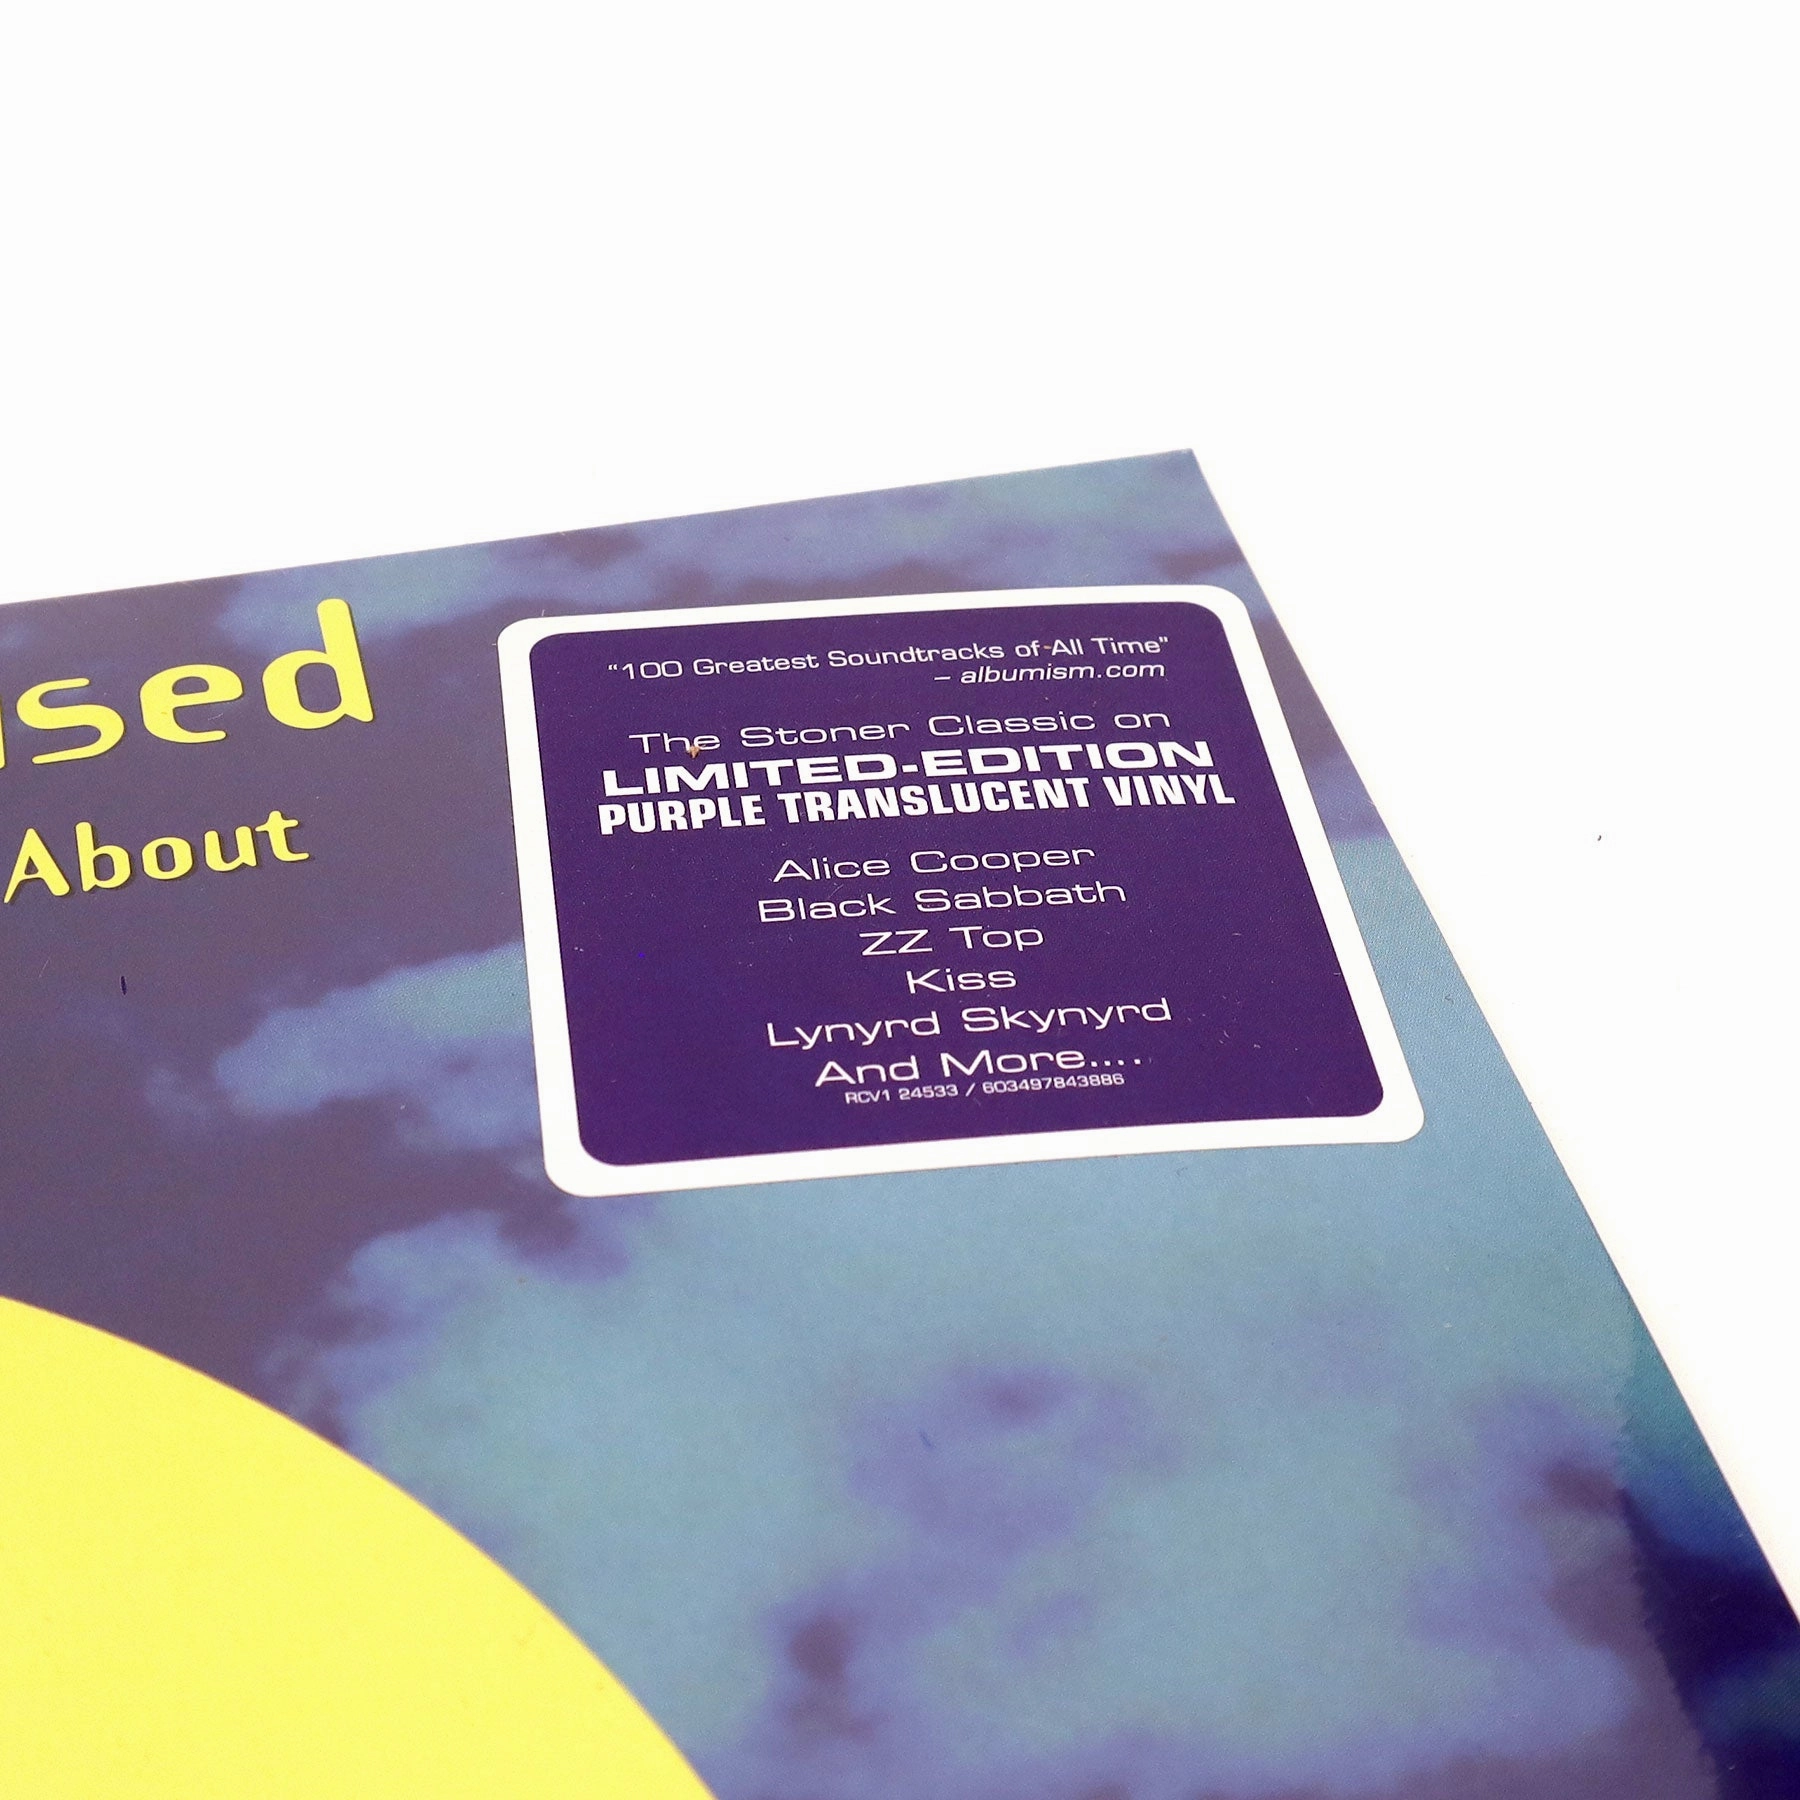 used
About
"100 Greatest Soundtracks of All Time"
– albumism.com
The Stoner Classic on
LIMITED-EDITION
PURPLE TRANSLUCENT VINYL
Alice Cooper
Black Sabbath
ZZ Top
Kiss
Lynyrd Skynyrd
And More....
RCV1 24533 / 603497843886